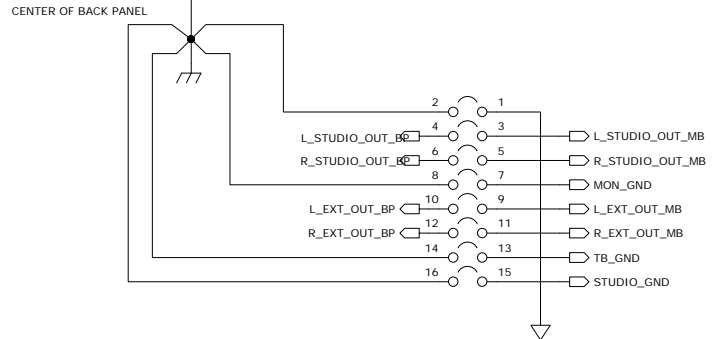 CENTER OF BACK PANEL
2 1
L_STUDIO_OUT_BP 4 3 L_STUDIO_OUT_MB
R_STUDIO_OUT_BP 6 5 R_STUDIO_OUT_MB
8 7 MON_GND
L_EXT_OUT_BP 10 9 L_EXT_OUT_MB
R_EXT_OUT_BP 12 11 R_EXT_OUT_MB
14 13 TB_GND
16 15 STUDIO_GND